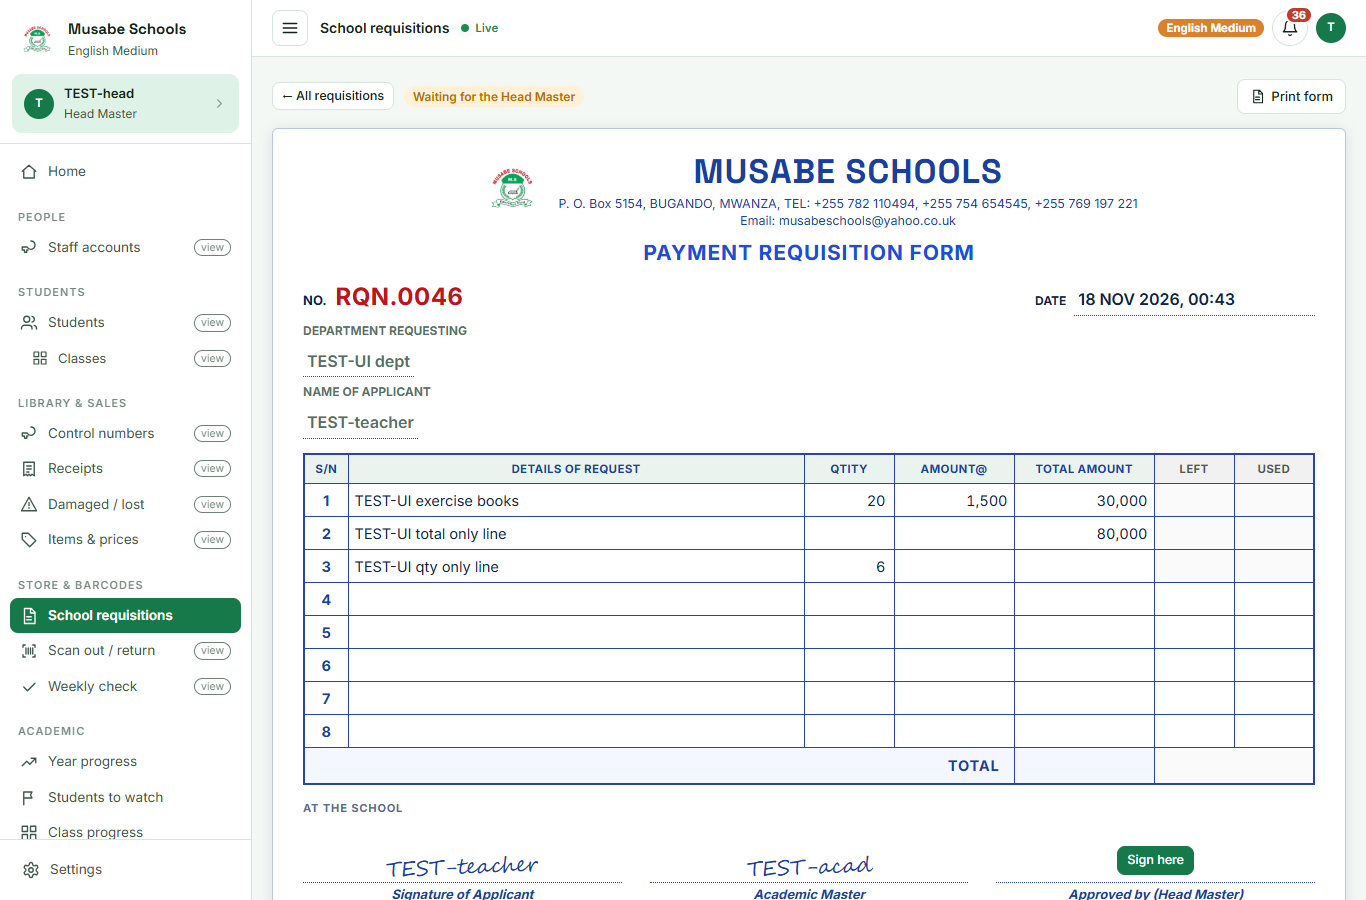 Musabe Schools
English Medium
T
TEST-head
Head Master
Home
PEOPLE
Staff accounts view
STUDENTS
Students view
Classes view
LIBRARY & SALES
Control numbers view
Receipts view
Damaged / lost view
Items & prices view
STORE & BARCODES
School requisitions
Scan out / return view
Weekly check view
ACADEMIC
Year progress
Students to watch
Class progress
Settings
School requisitions Live
English Medium 36 T
← All requisitions Waiting for the Head Master Print form
MUSABE SCHOOLS
P. O. Box 5154, BUGANDO, MWANZA, TEL: +255 782 110494, +255 754 654545, +255 769 197 221
Email: musabeschools@yahoo.co.uk
PAYMENT REQUISITION FORM
NO. RQN.0046 DATE 18 NOV 2026, 00:43
DEPARTMENT REQUESTING
TEST-UI dept
NAME OF APPLICANT
TEST-teacher
S/N DETAILS OF REQUEST QTITY AMOUNT@ TOTAL AMOUNT LEFT USED
1 TEST-UI exercise books 20 1,500 30,000
2 TEST-UI total only line 80,000
3 TEST-UI qty only line 6
4
5
6
7
8
TOTAL
AT THE SCHOOL
TEST-teacher TEST-acad Sign here
Signature of Applicant Academic Master Approved by (Head Master)